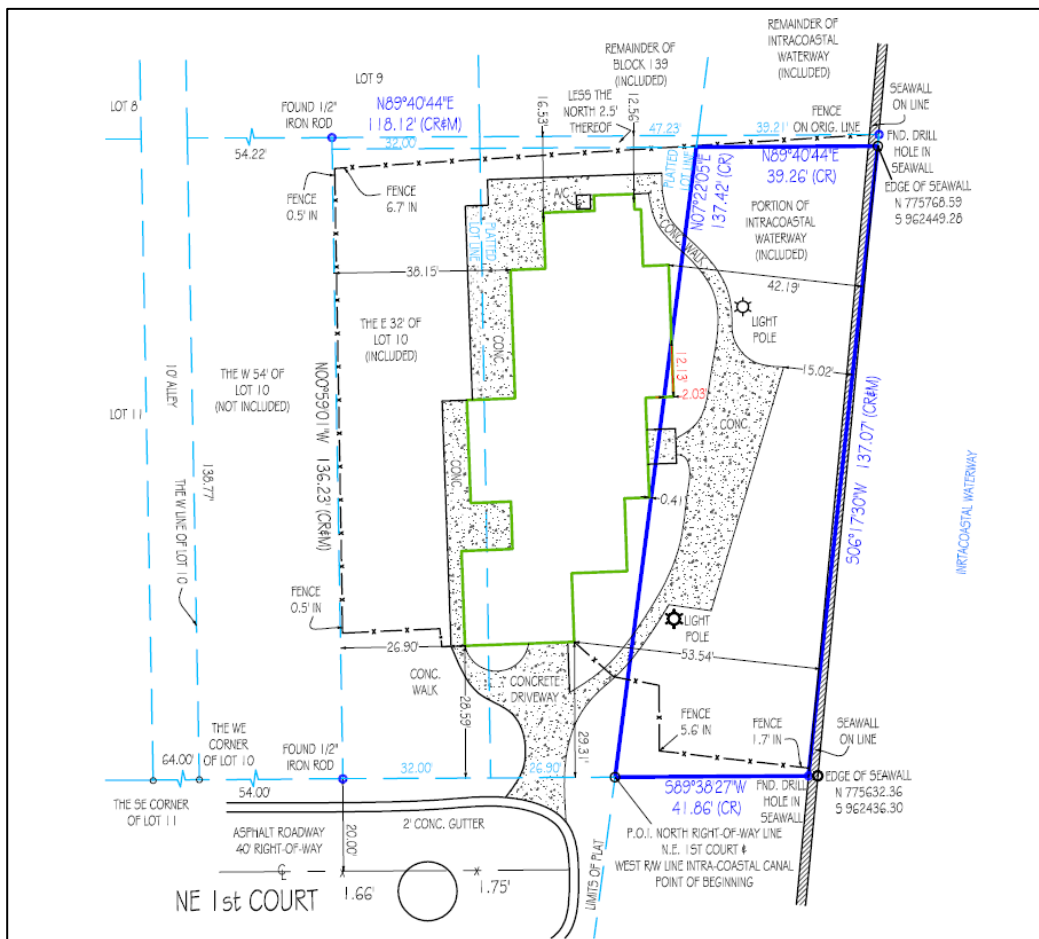 REMAINDER OF
INTRACOASTAL
WATERWAY
(INCLUDED)
REMAINDER OF
BLOCK 139
(INCLUDED)
LOT 9
LOT 8
FOUND 1/2"
IRON ROD
N89°40'44"E
118.12' (CR&M)
32.00'
54.22'
16.53'
LESS THE
NORTH 2.5'
THEREOF
12.56'
47.23'
39.21'
FENCE
ON ORIG. LINE
SEAWALL
ON LINE
FND. DRILL
HOLE IN
SEAWALL
EDGE OF SEAWALL
N 775768.59
S 962449.28
N89°40'44"E
39.26' (CR)
PLATTED
LOT LINE
N07°22'05"E
137.42' (CR)
FENCE
0.5' IN
FENCE
6.7' IN
A/C
CONC. WALK
PORTION OF
INTRACOASTAL
WATERWAY
(INCLUDED)
PLATTED
LOT LINE
38.15'
42.19'
LIGHT
POLE
THE E 32' OF
LOT 10
(INCLUDED)
CONC.
12.13'
2.03'
15.02'
10' ALLEY
THE W 54' OF
LOT 10
(NOT INCLUDED)
LOT 11
CONC.
N00°59'01"W 136.23' (CR&M)
S06°17'30"W 137.07' (CR&M)
138.77'
THE W LINE OF LOT 10
CONC.
0.41
INRTACOASTAL WATERWAY
FENCE
0.5' IN
LIGHT
POLE
26.90'
53.54'
CONC.
WALK
CONCRETE
DRIVEWAY
28.59'
29.31'
FENCE
5.6' IN
FENCE
1.7' IN
SEAWALL
ON LINE
THE WE
CORNER
OF LOT 10
FOUND 1/2"
IRON ROD
64.00'
32.00'
26.90'
54.00'
S89°38'27"W
41.86' (CR)
FND. DRILL
HOLE IN
SEAWALL
EDGE OF SEAWALL
N 775632.36
S 962436.30
THE SE CORNER
OF LOT 11
ASPHALT ROADWAY
40' RIGHT-OF-WAY
20.00'
2' CONC. GUTTER
P.O.I. NORTH RIGHT-OF-WAY LINE
N.E. 1ST COURT &
WEST R/W LINE INTRA-COASTAL CANAL
POINT OF BEGINNING
LIMITS OF PLAT
CL
1.66'
1.75'
NE 1st COURT